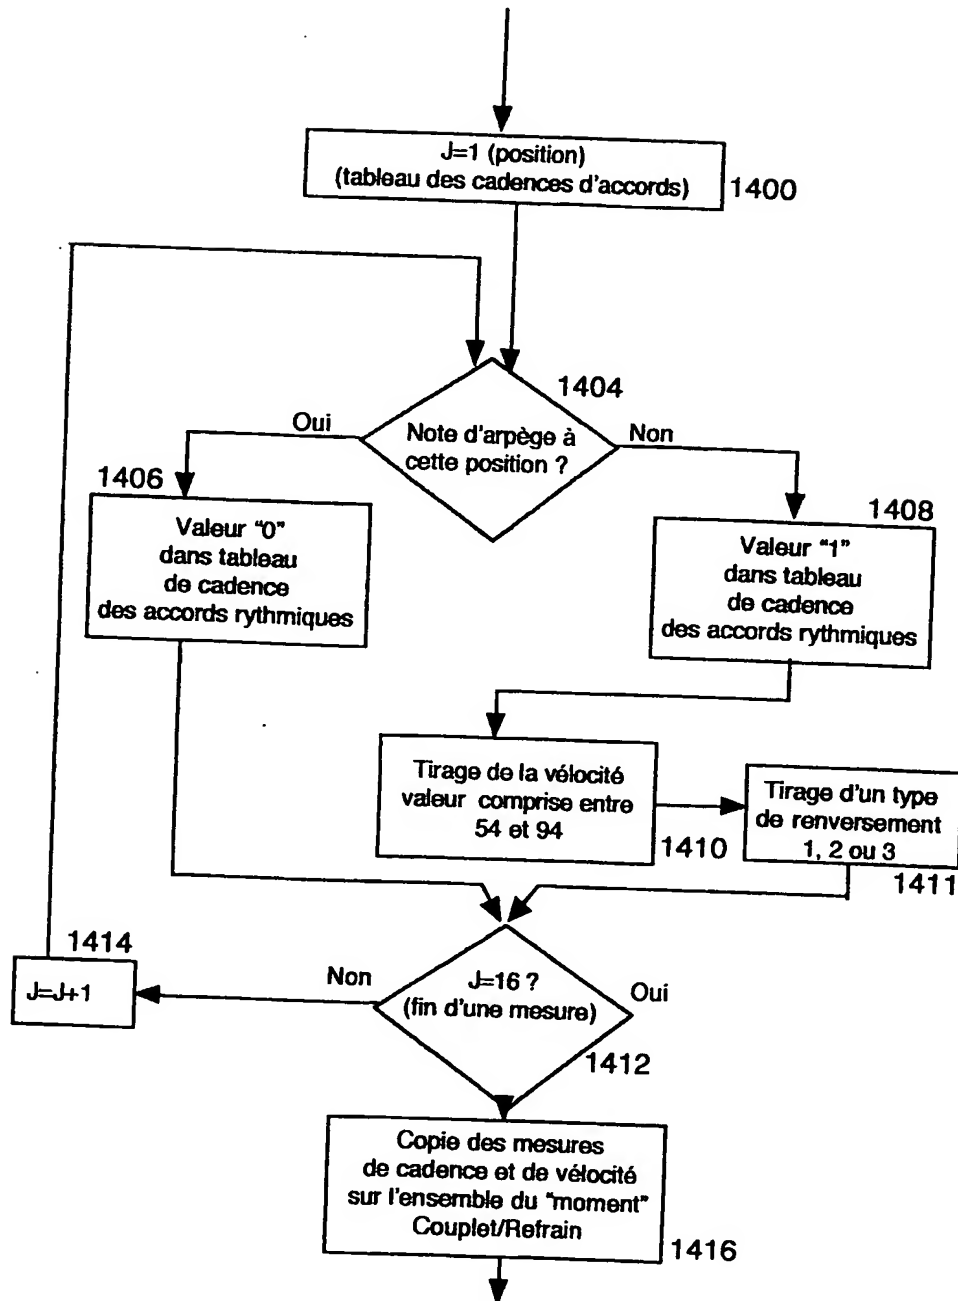 J=1 (position)
(tableau des cadences d'accords)
1400
1404
Oui
Note d'arpège à
cette position ?
Non
1406
Valeur "0"
dans tableau
de cadence
des accords rythmiques
1408
Valeur "1"
dans tableau
de cadence
des accords rythmiques
Tirage de la vélocité
valeur comprise entre
54 et 94
1410
Tirage d'un type
de renversement
1, 2 ou 3
1411
1414
J=J+1
Non
J=16 ?
(fin d'une mesure)
Oui
1412
Copie des mesures
de cadence et de vélocité
sur l'ensemble du "moment"
Couplet/Refrain
1416